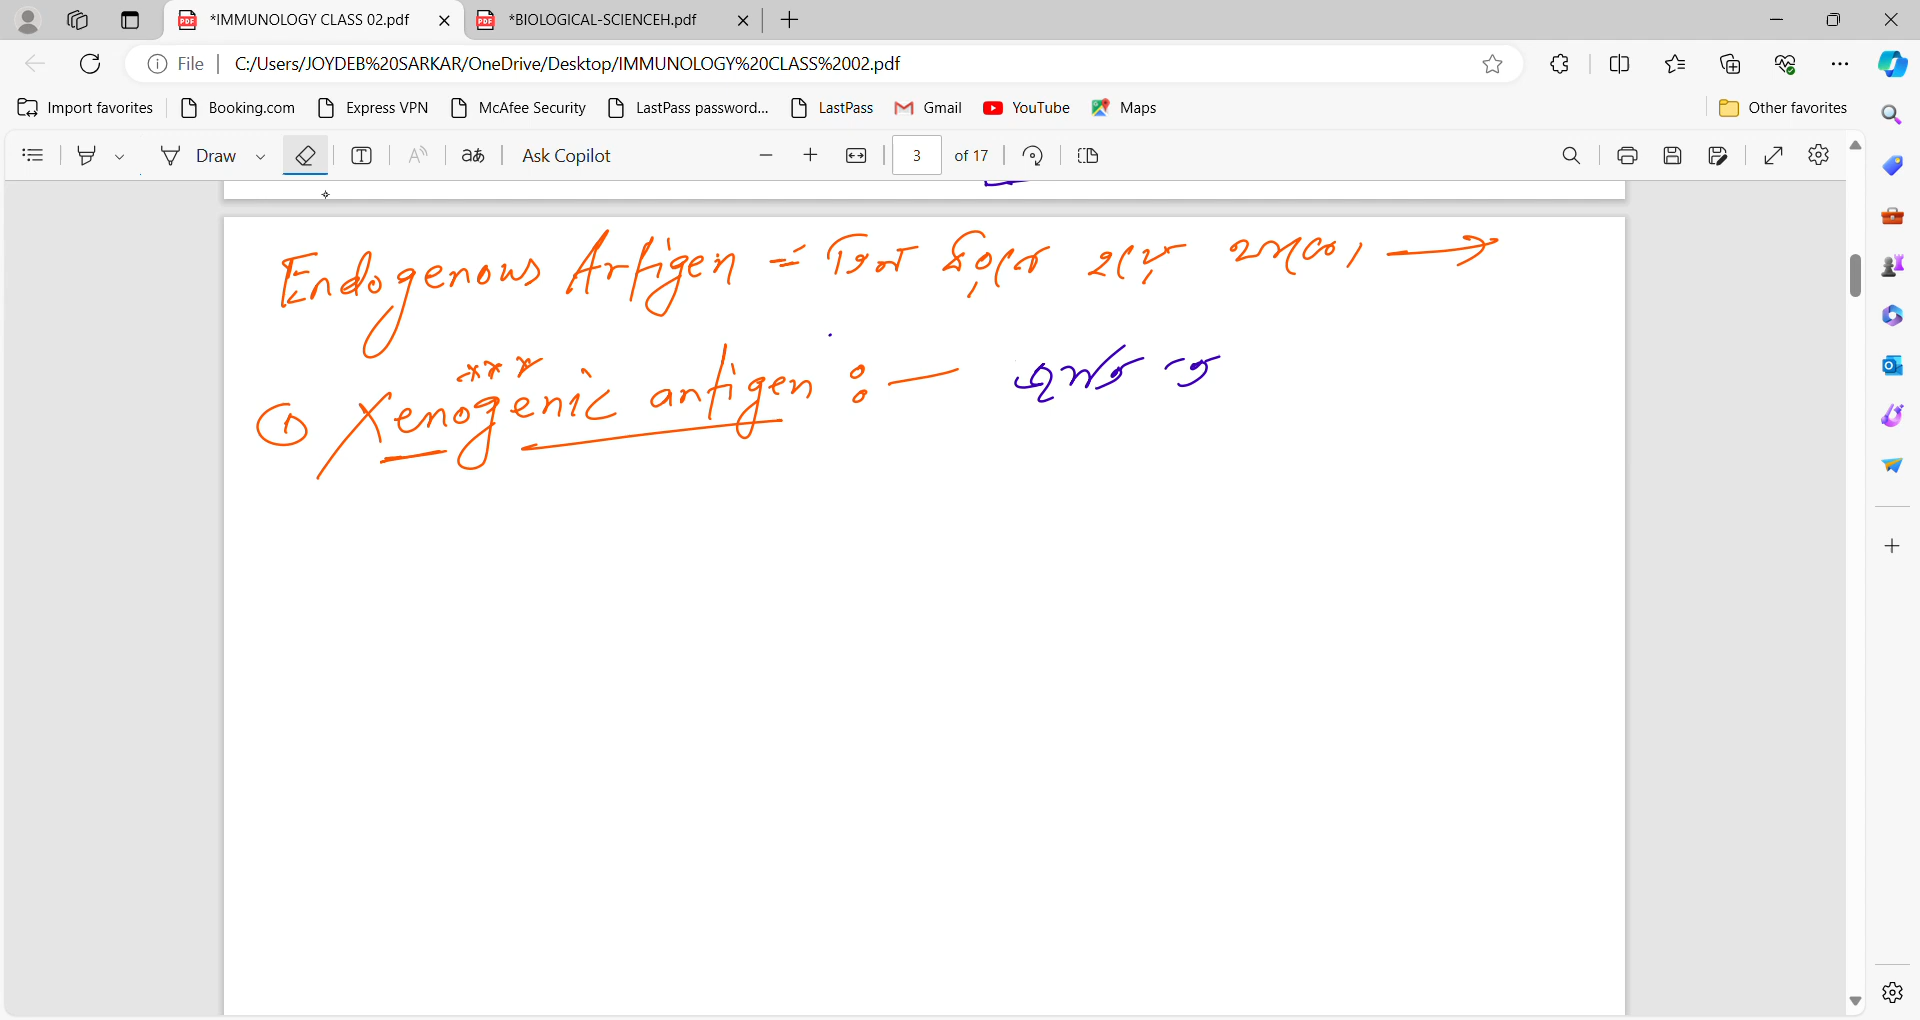 *IMMUNOLOGY CLASS 02.pdf
*BIOLOGICAL-SCIENCEH.pdf
File C:/Users/JOYDEB%20SARKAR/OneDrive/Desktop/IMMUNOLOGY%20CLASS%2002.pdf
Import favorites Booking.com Express VPN McAfee Security LastPass password... LastPass Gmail YouTube Maps Other favorites
Draw aあ Ask Copilot 3 of 17
Endogenous Antigen =
① Xenogenic antigen :-